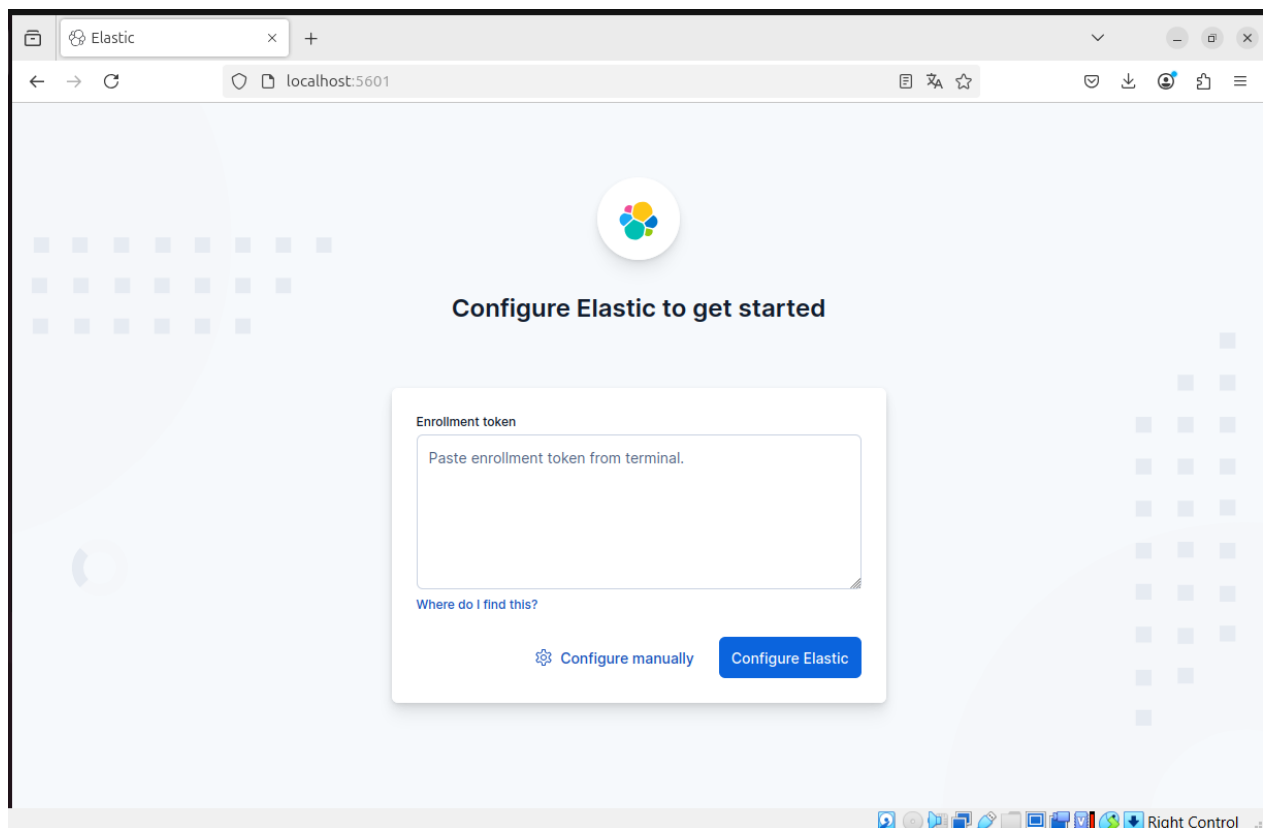 Elastic
localhost:5601
Configure Elastic to get started
Enrollment token
Paste enrollment token from terminal.
Where do I find this?
Configure manually
Configure Elastic
Right Control